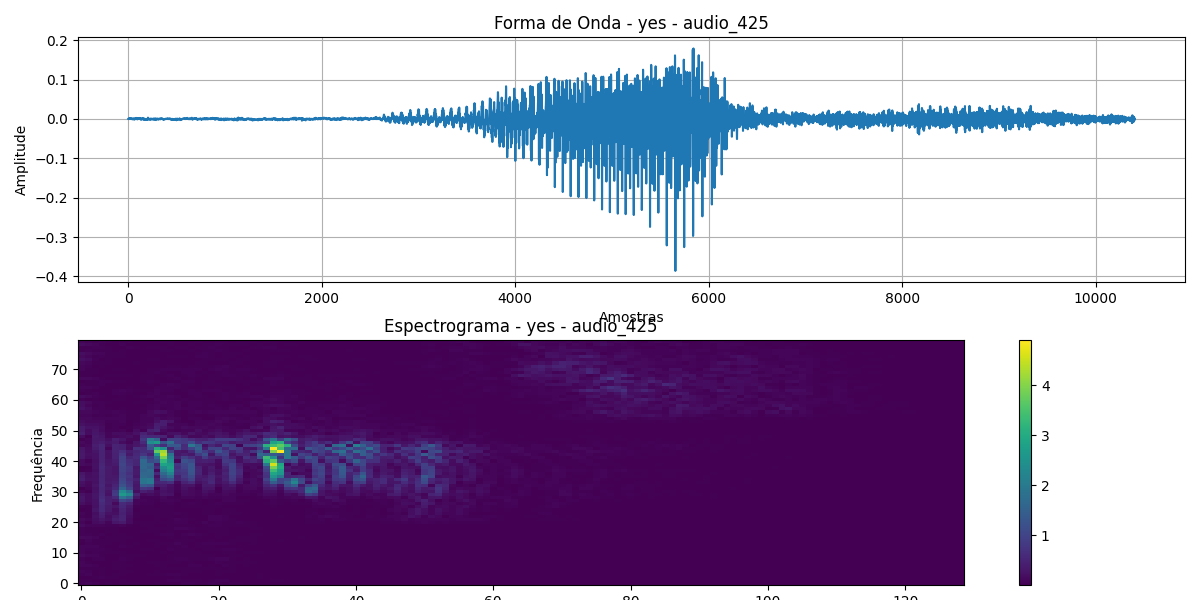 Forma de Onda - yes - audio_425
0.2
0.1
0.0
−0.1
−0.2
−0.3
−0.4
Amplitude
0 2000 4000 6000 8000 10000
Amostras
Espectrograma - yes - audio_425
70
60
50
40
30
20
10
0
Frequência
4
3
2
1
0 20 40 60 80 100 120